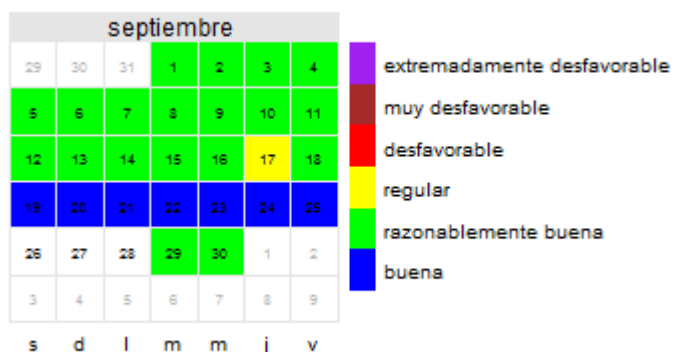 septiembre
29 30 31 1 2 3 4
5 6 7 8 9 10 11
12 13 14 15 16 17 18
19 20 21 22 23 24 25
26 27 28 29 30 1 2
3 4 5 6 7 8 9
s d l m m j v
extremadamente desfavorable
muy desfavorable
desfavorable
regular
razonablemente buena
buena